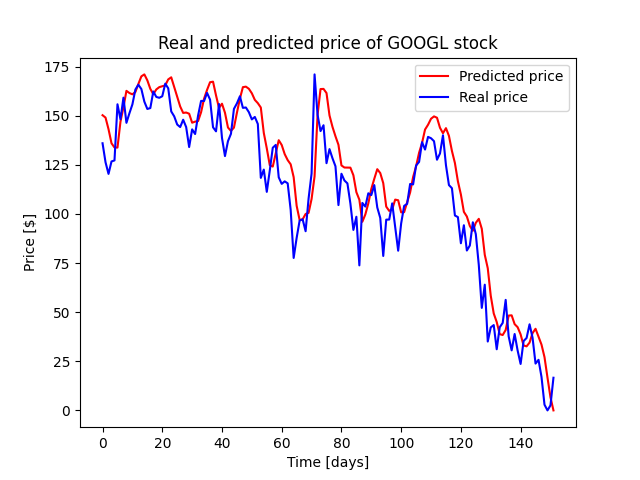 Real and predicted price of GOOGL stock
Predicted price
Real price
Price [$]
175
150
125
100
75
50
25
0
0 20 40 60 80 100 120 140
Time [days]